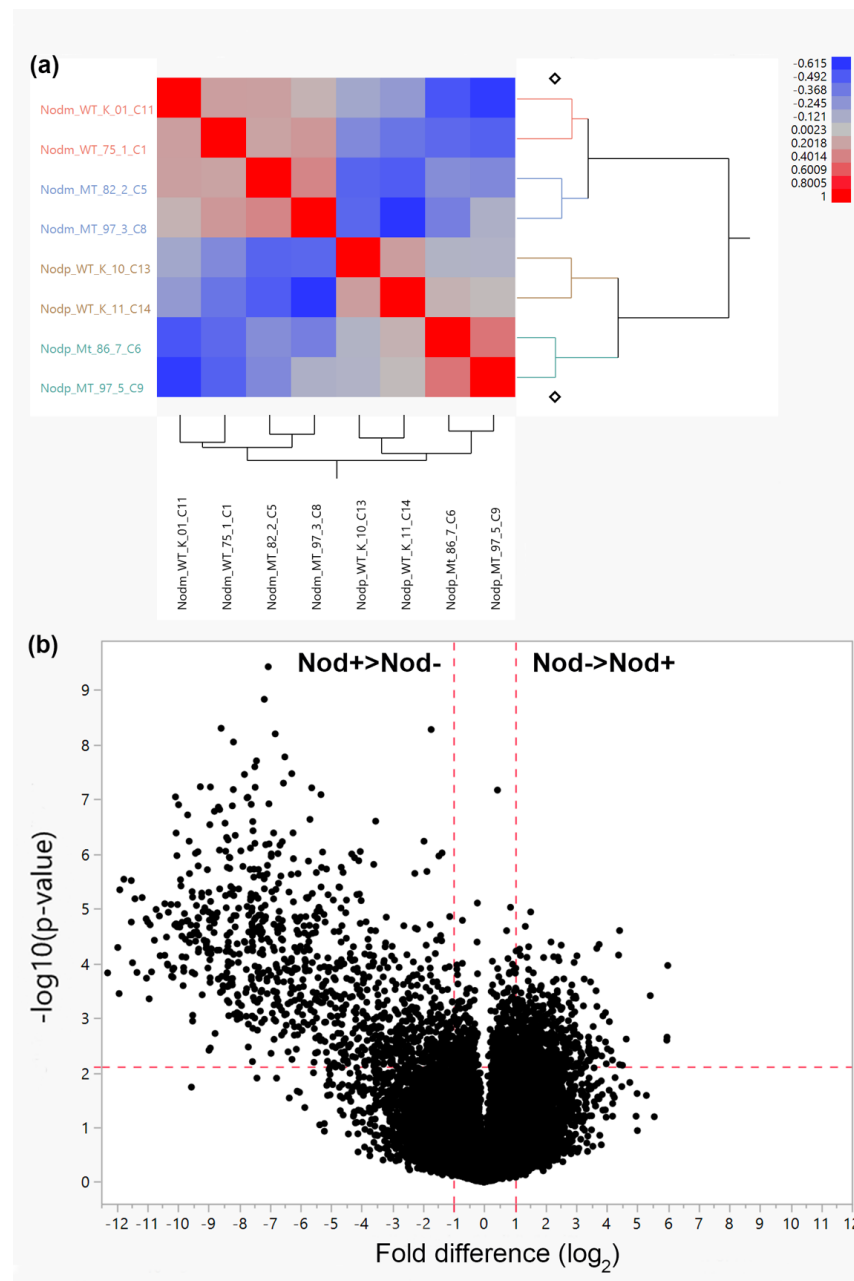 (a)
-0.615
-0.492
-0.368
-0.245
-0.121
0.0023
0.2018
0.4014
0.6009
0.8005
1
Nodm_WT_K_01_C11
Nodm_WT_75_1_C1
Nodm_MT_82_2_C5
Nodm_MT_97_3_C8
Nodp_WT_K_10_C13
Nodp_WT_K_11_C14
Nodp_Mt_86_7_C6
Nodp_MT_97_5_C9
Nodm_WT_K_01_C11
Nodm_WT_75_1_C1
Nodm_MT_82_2_C5
Nodm_MT_97_3_C8
Nodp_WT_K_10_C13
Nodp_WT_K_11_C14
Nodp_Mt_86_7_C6
Nodp_MT_97_5_C9
(b)
Nod+>Nod- Nod->Nod+
9
8
7
6
5
4
3
2
1
0
-log10(p-value)
-12 -11 -10 -9 -8 -7 -6 -5 -4 -3 -2 -1 0 1 2 3 4 5 6 7 8 9 10 11 12
Fold difference (log2)